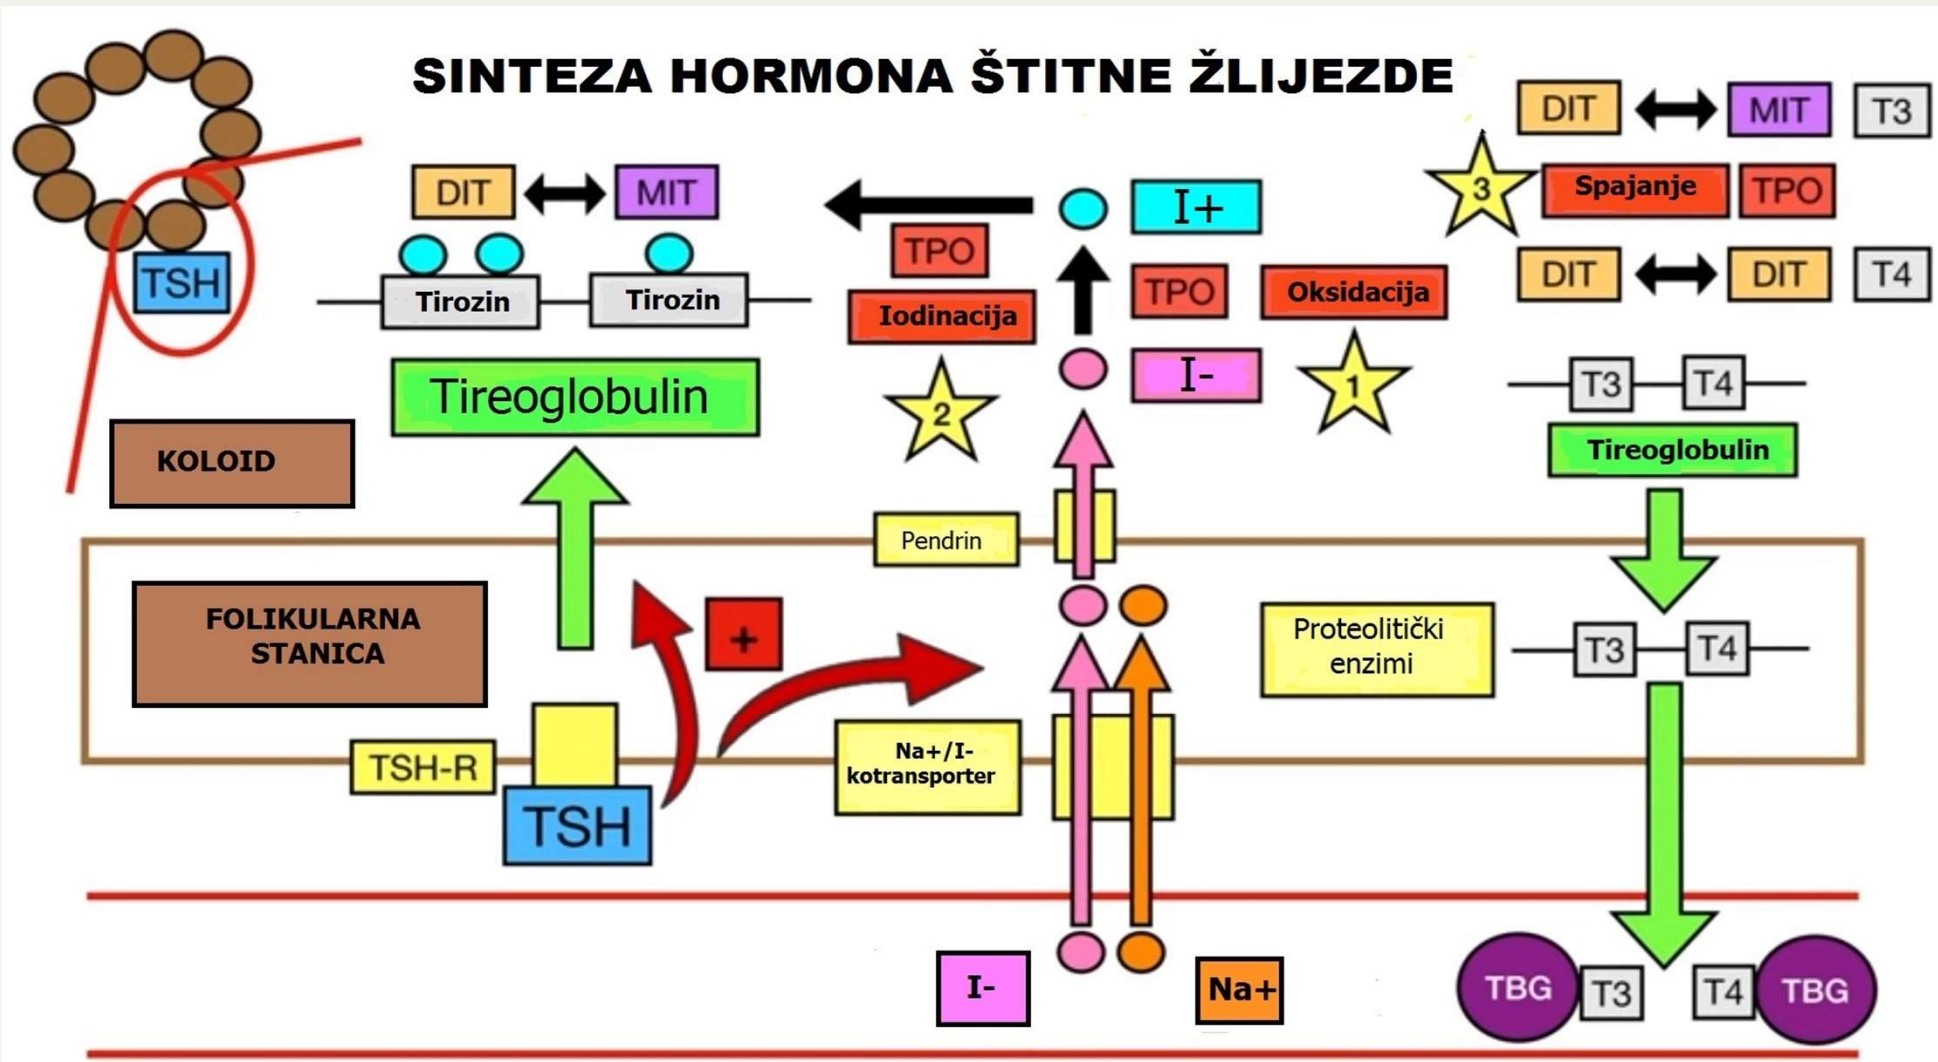 SINTEZA HORMONA ŠTITNE ŽLIJEZDE
DIT
MIT
T3
3
Spajanje
TPO
DIT
DIT
T4
TSH
DIT
MIT
Tirozin
Tirozin
Tireoglobulin
TPO
Iodinacija
2
I+
TPO
Oksidacija
I-
1
T3
T4
Tireoglobulin
KOLOID
Pendrin
FOLIKULARNA
STANICA
+
Proteolitički
enzimi
T3
T4
TSH-R
TSH
Na+/I-
kotransporter
I-
Na+
TBG
T3
T4
TBG